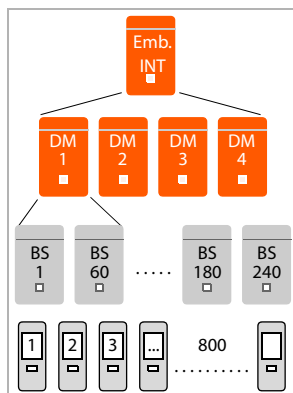 Emb.
INT
DM DM DM DM
1 2 3 4
BS BS BS BS
1 60 ..... 180 240
1 2 3 ... 800
..........